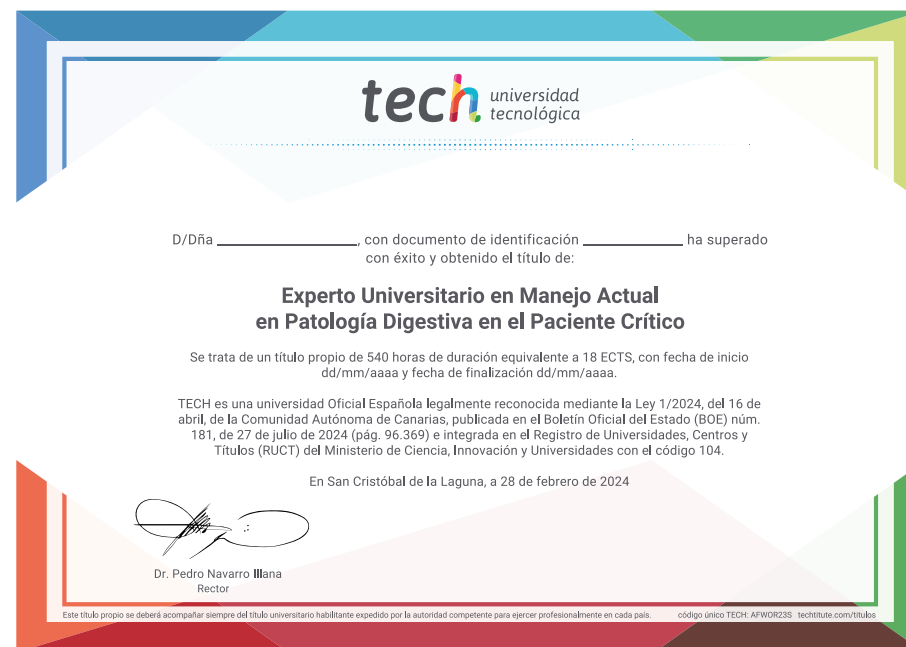 tech universidad
tecnológica
D/Dña ____________________, con documento de identificación ______________ ha superado
con éxito y obtenido el título de:
Experto Universitario en Manejo Actual
en Patología Digestiva en el Paciente Crítico
Se trata de un título propio de 540 horas de duración equivalente a 18 ECTS, con fecha de inicio
dd/mm/aaaa y fecha de finalización dd/mm/aaaa.
TECH es una universidad Oficial Española legalmente reconocida mediante la Ley 1/2024, del 16 de
abril, de la Comunidad Autónoma de Canarias, publicada en el Boletín Oficial del Estado (BOE) núm.
181, de 27 de julio de 2024 (pág. 96.369) e integrada en el Registro de Universidades, Centros y
Títulos (RUCT) del Ministerio de Ciencia, Innovación y Universidades con el código 104.
En San Cristóbal de la Laguna, a 28 de febrero de 2024
Dr. Pedro Navarro Illana
Rector
Este título propio se deberá acompañar siempre del título universitario habilitante expedido por la autoridad competente para ejercer profesionalmente en cada país. código único TECH: AFWOR23S techtitute.com/titulos